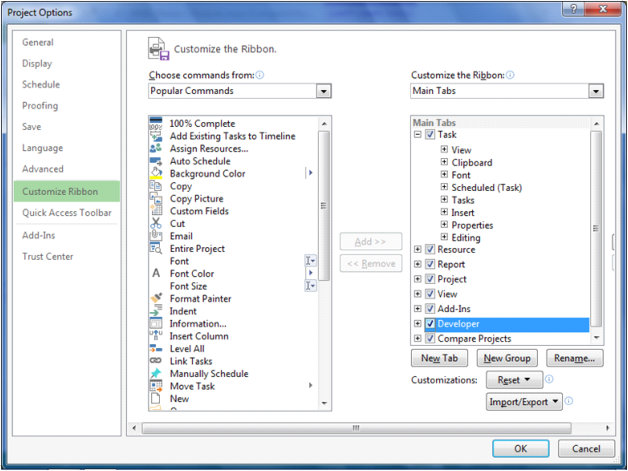 Project Options
General
Display
Schedule
Proofing
Save
Language
Advanced
Customize Ribbon
Quick Access Toolbar
Add-Ins
Trust Center
Customize the Ribbon.
Choose commands from:
Popular Commands
100% Complete
Add Existing Tasks to Timeline
Assign Resources...
Auto Schedule
Background Color
Copy
Copy Picture
Custom Fields
Cut
Email
Entire Project
Font
Font Color
Font Size
Format Painter
Indent
Information...
Insert Column
Level All
Link Tasks
Manually Schedule
Move Task
New
Add >>
<< Remove
Customize the Ribbon:
Main Tabs
Main Tabs
Task
View
Clipboard
Font
Scheduled (Task)
Tasks
Insert
Properties
Editing
Resource
Report
Project
View
Add-Ins
Developer
Compare Projects
New Tab New Group Rename...
Customizations: Reset
Import/Export
OK Cancel